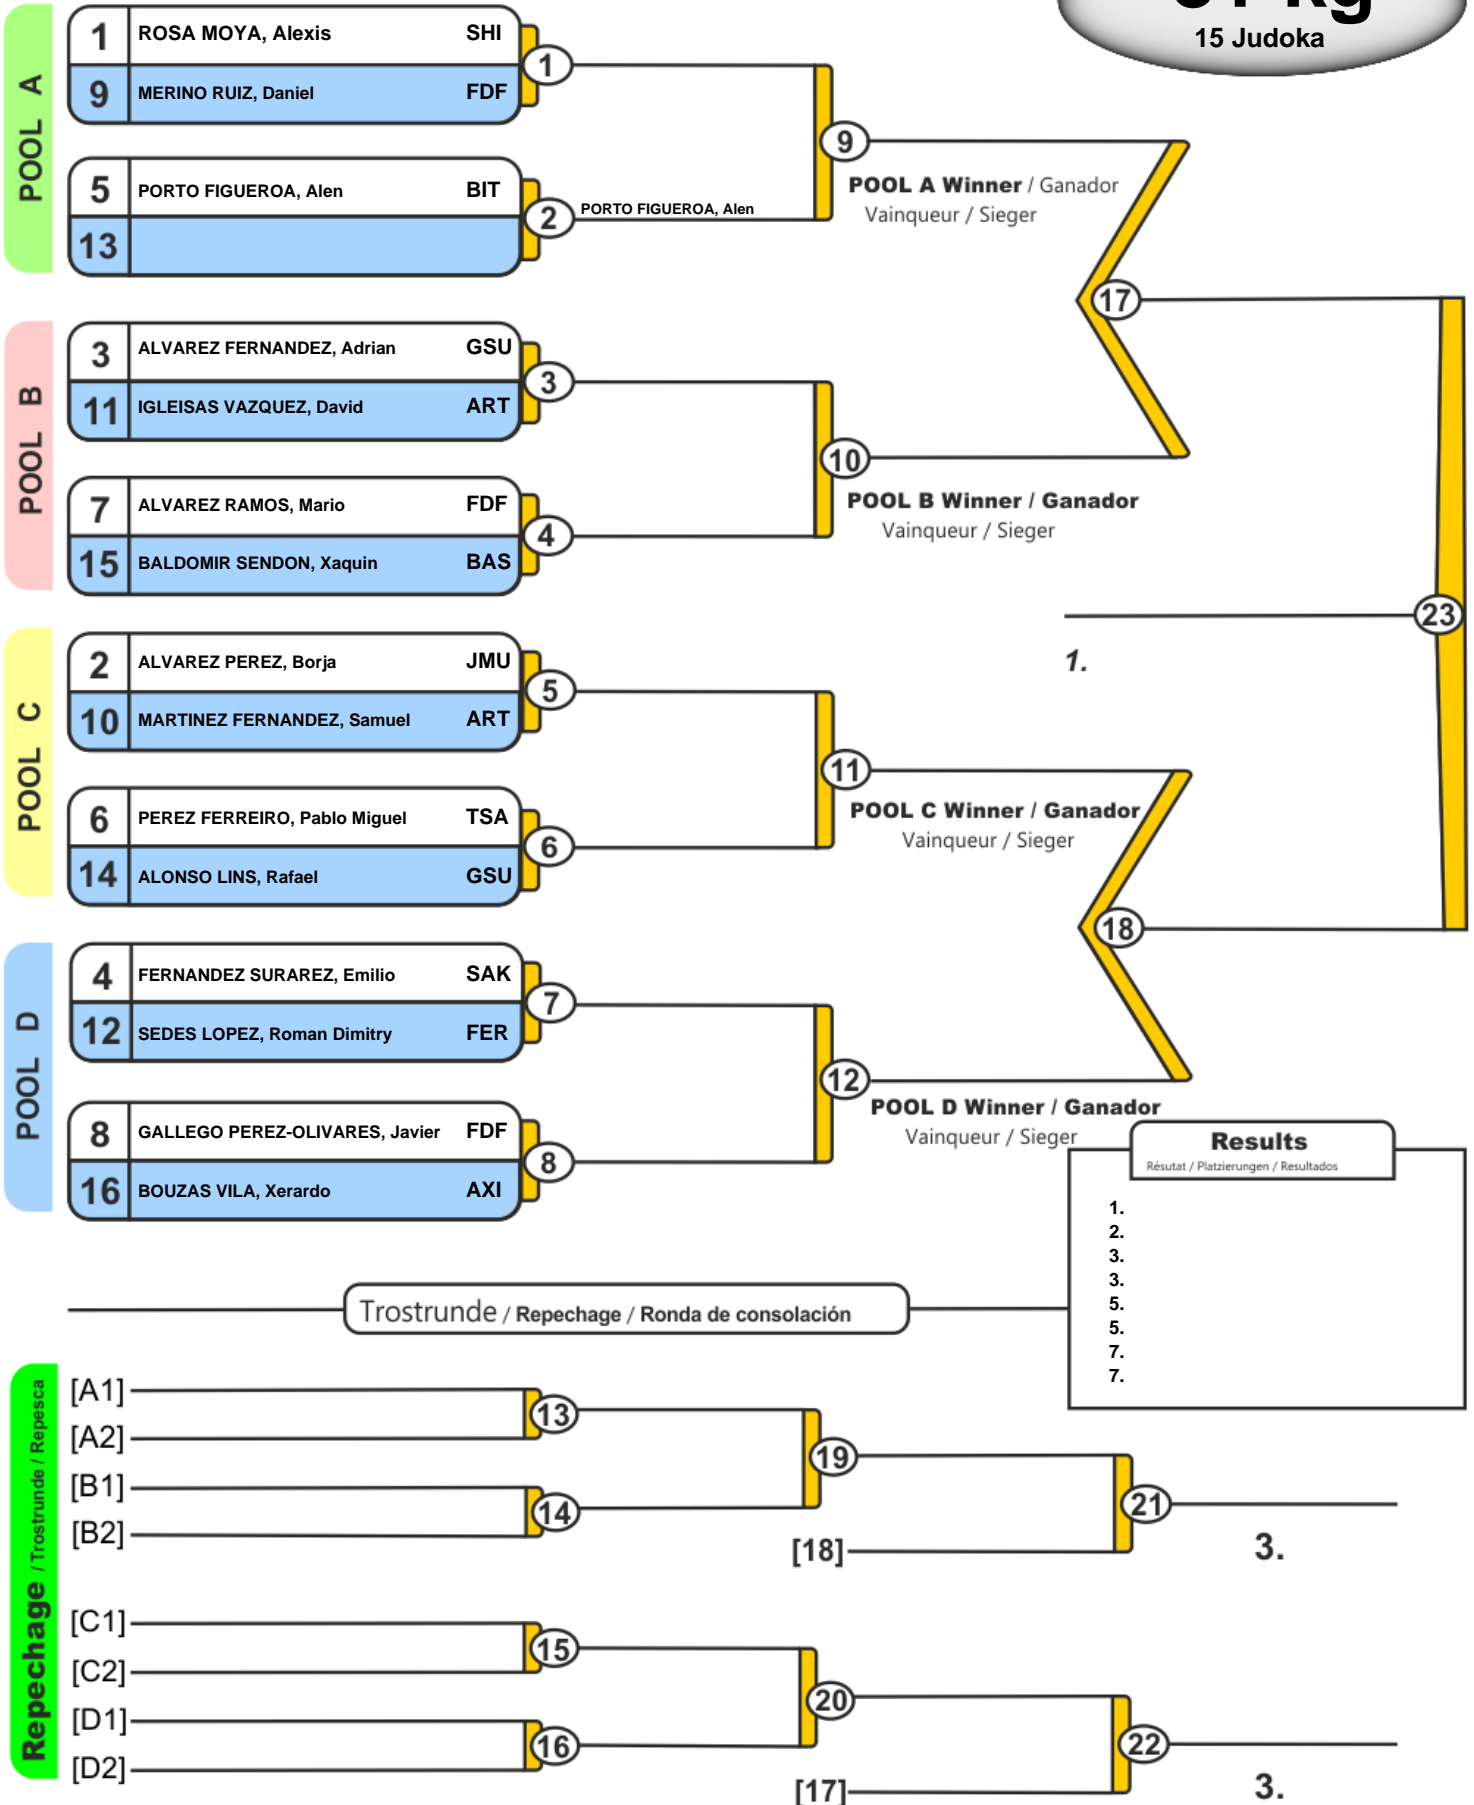 15 Judoka
POOL A
1 ROSA MOYA, Alexis SHI
9 MERINO RUIZ, Daniel FDF
1
5 PORTO FIGUEROA, Alen BIT
13
2
PORTO FIGUEROA, Alen
9
POOL A Winner / Ganador
Vainqueur / Sieger
17
POOL B
3 ALVAREZ FERNANDEZ, Adrian GSU
11 IGLEISAS VAZQUEZ, David ART
3
7 ALVAREZ RAMOS, Mario FDF
15 BALDOMIR SENDON, Xaquin BAS
4
10
POOL B Winner / Ganador
Vainqueur / Sieger
23
1.
POOL C
2 ALVAREZ PEREZ, Borja JMU
10 MARTINEZ FERNANDEZ, Samuel ART
5
6 PEREZ FERREIRO, Pablo Miguel TSA
14 ALONSO LINS, Rafael GSU
6
11
POOL C Winner / Ganador
Vainqueur / Sieger
18
POOL D
4 FERNANDEZ SURAREZ, Emilio SAK
12 SEDES LOPEZ, Roman Dimitry FER
7
8 GALLEGO PEREZ-OLIVARES, Javier FDF
16 BOUZAS VILA, Xerardo AXI
8
12
POOL D Winner / Ganador
Vainqueur / Sieger
Results
Résutat / Platzierungen / Resultados
1.
2.
3.
3.
5.
5.
7.
7.
Trostrunde / Repechage / Ronda de consolación
Repechage / Trostrunde / Repesca
[A1]
[A2]
13
[B1]
[B2]
14
19
[18]
21
3.
[C1]
[C2]
15
[D1]
[D2]
16
20
[17]
22
3.